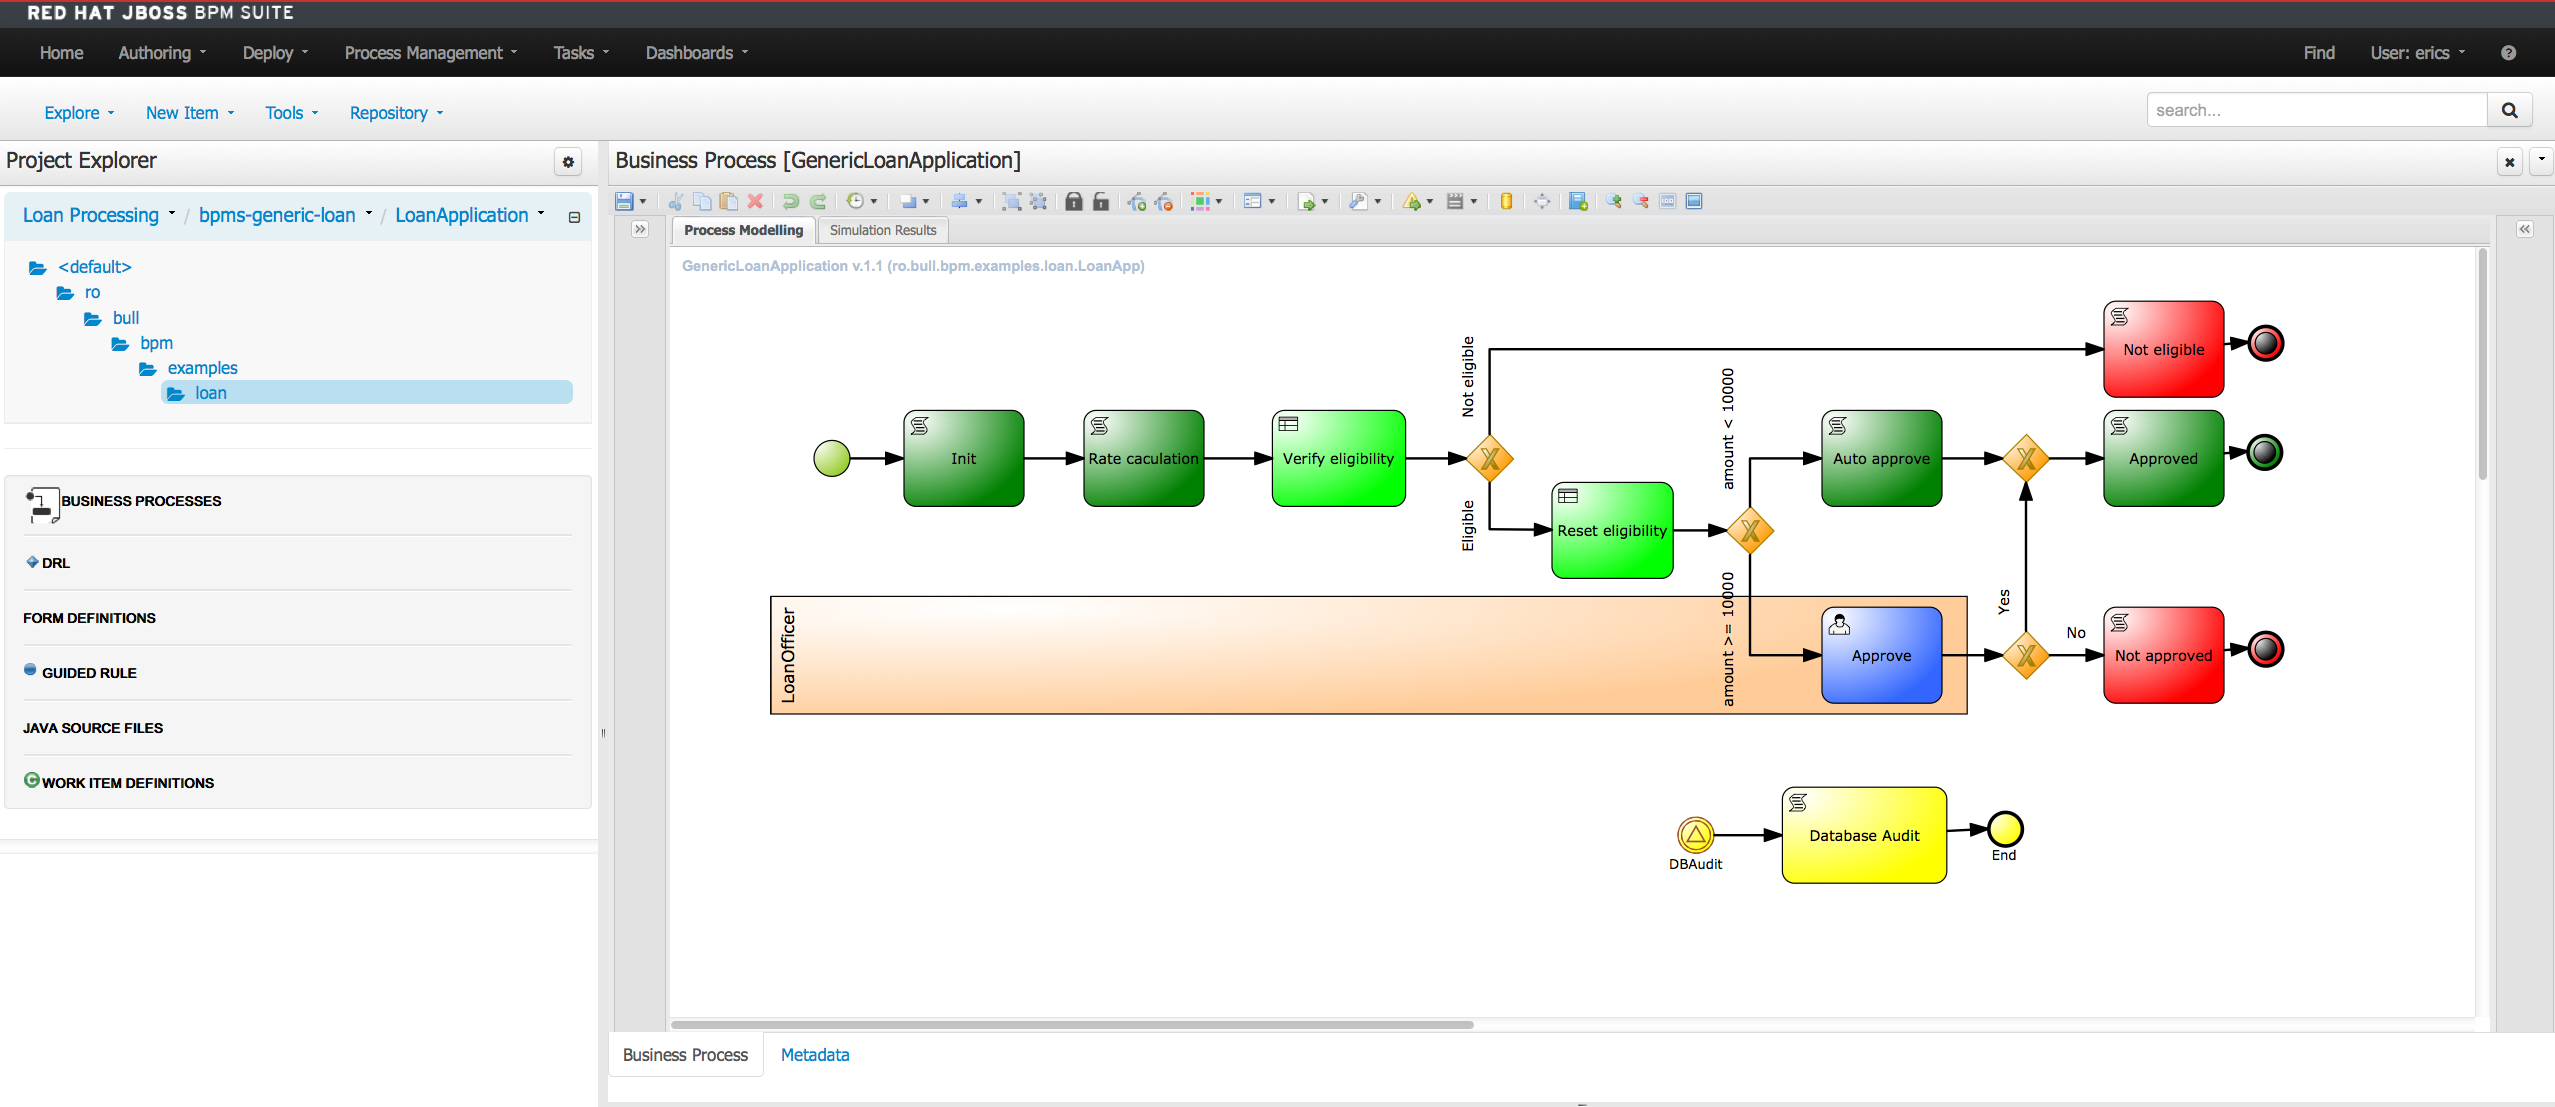 RED HAT JBOSS BPM SUITE
Home Authoring Deploy Process Management Tasks Dashboards Find User: erics ?
Explore New Item Tools Repository search...
Project Explorer
Loan Processing / bpms-generic-loan / LoanApplication
<default>
ro
bull
bpm
examples
loan
BUSINESS PROCESSES
DRL
FORM DEFINITIONS
GUIDED RULE
JAVA SOURCE FILES
WORK ITEM DEFINITIONS
Business Process [GenericLoanApplication]
Process Modelling Simulation Results
GenericLoanApplication v.1.1 (ro.bull.bpm.examples.loan.LoanApp)
Init
Rate caculation
Verify eligibility
Not eligible
Eligible
Not eligible
Reset eligibility
amount < 10000
amount >= 10000
Auto approve
Approved
LoanOfficer
Approve
Yes
No
Not approved
DBAudit
Database Audit
End
Business Process Metadata